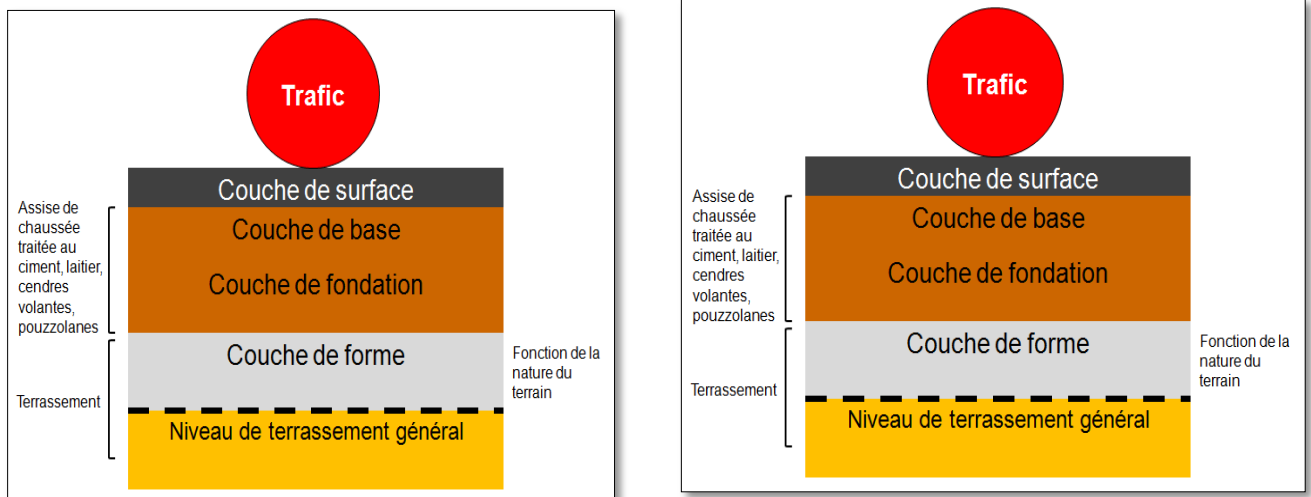 Trafic
Couche de surface
Assise de
chaussée
traitée au
ciment, laitier,
cendres
volantes,
pouzzolanes
Couche de base
Couche de fondation
Couche de forme
Fonction de la
nature du
terrain
Terrassement
Niveau de terrassement général
Trafic
Couche de surface
Assise de
chaussée
traitée au
ciment, laitier,
cendres
volantes,
pouzzolanes
Couche de base
Couche de fondation
Couche de forme
Fonction de la
nature du
terrain
Terrassement
Niveau de terrassement général